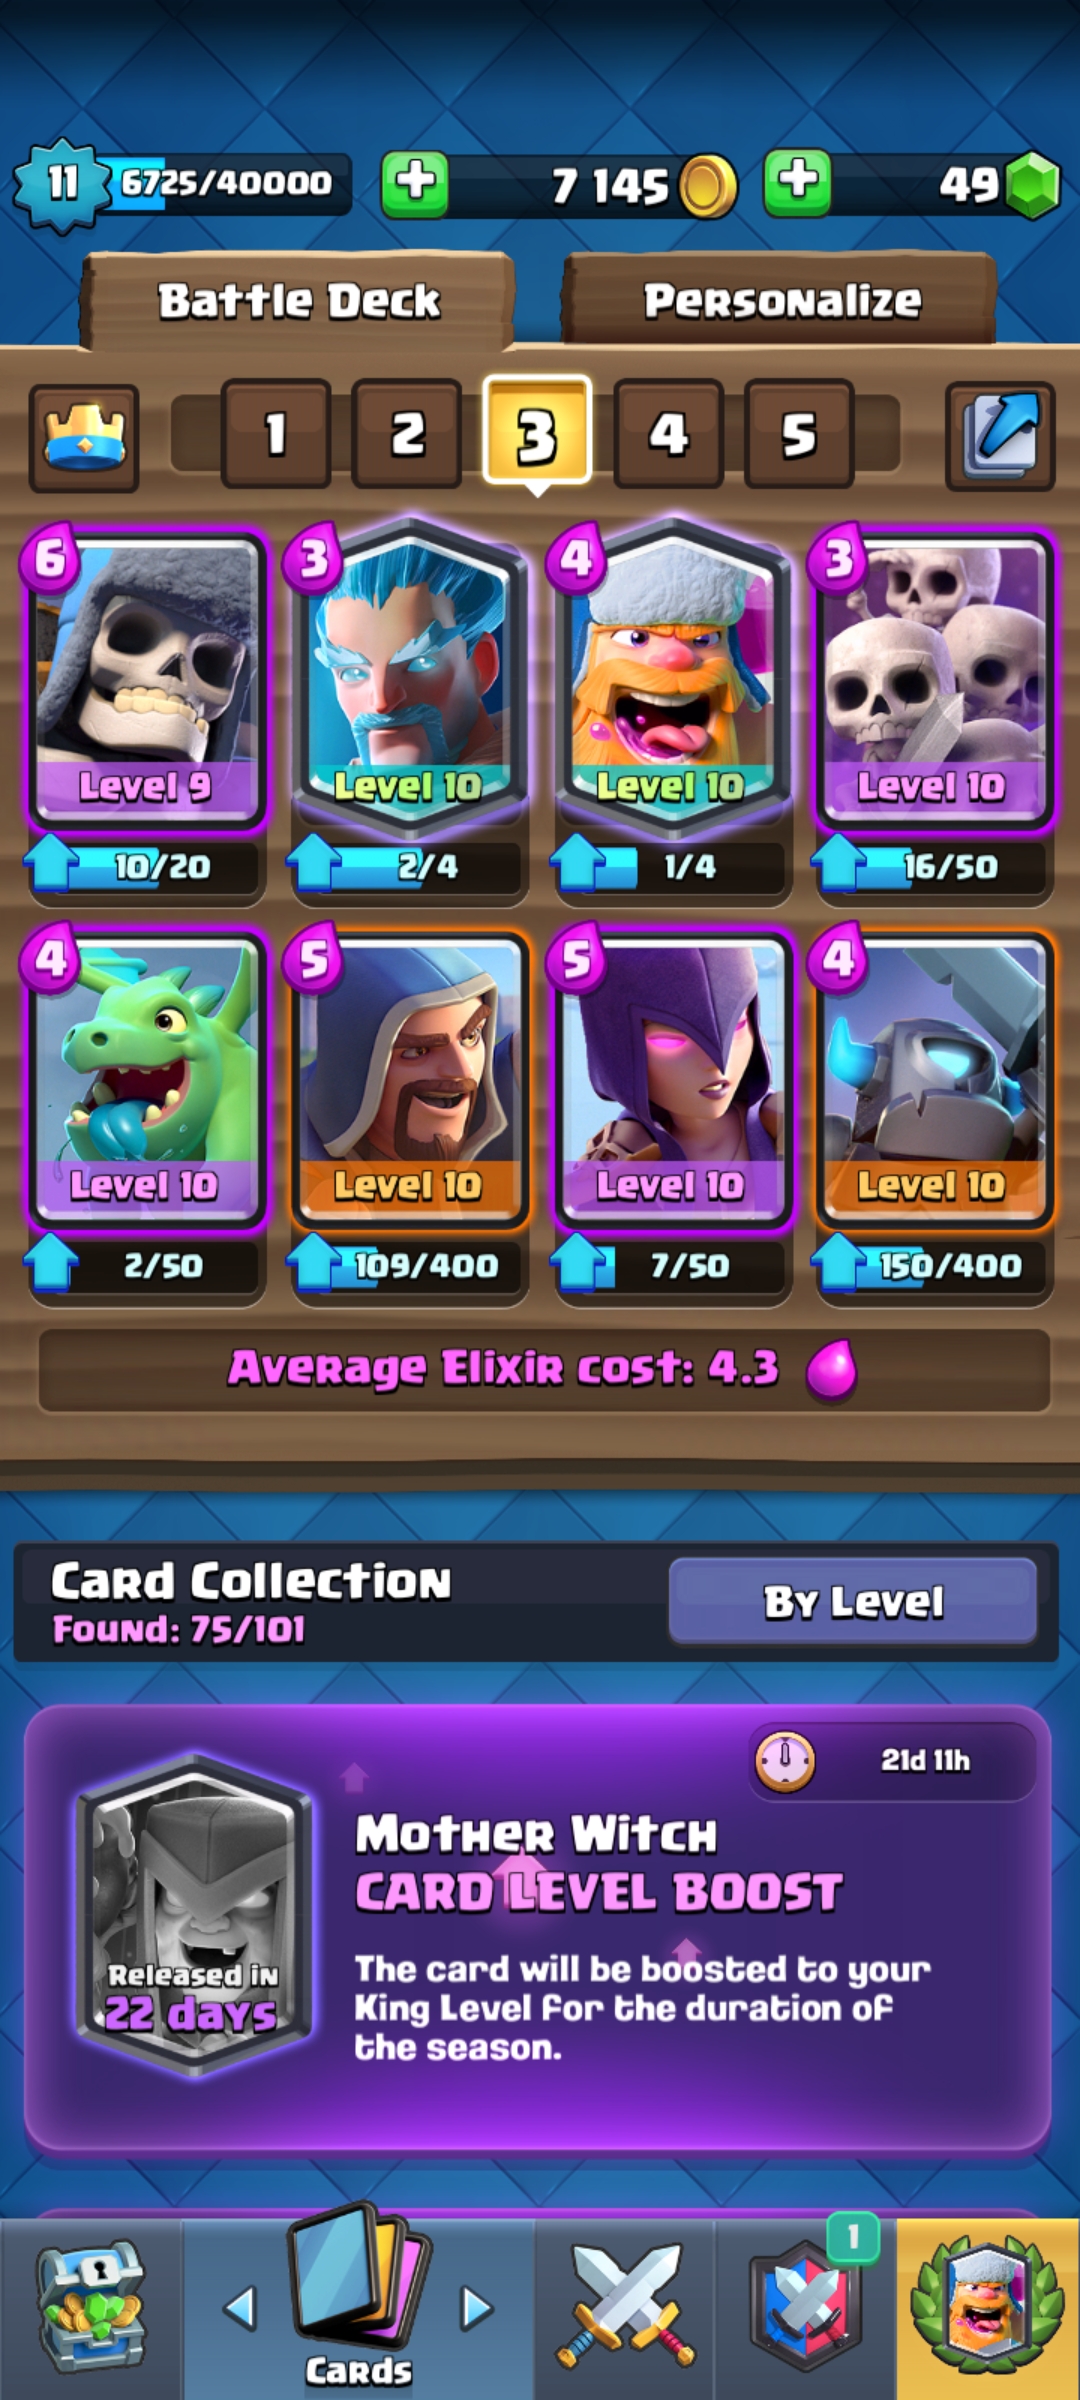 11
6725/40000
7 145
49
Battle Deck
Personalize
1
2
3
4
5
6
3
4
3
Level 9
Level 10
Level 10
Level 10
10/20
2/4
1/4
16/50
4
5
5
4
Level 10
Level 10
Level 10
Level 10
2/50
109/400
7/50
150/400
Average Elixir cost: 4.3
Card Collection
Found: 75/101
By Level
21d 11h
Mother Witch
CARD LEVEL BOOST
Released in
22 days
The card will be boosted to your
King Level for the duration of
the season.
1
Cards